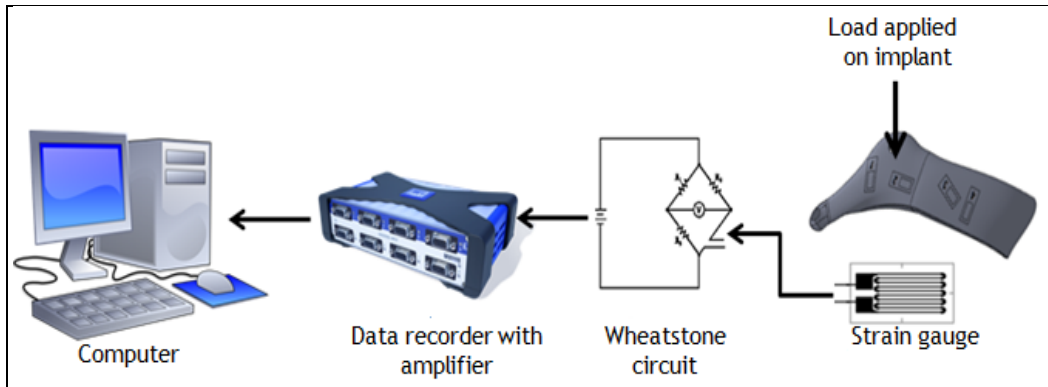 Load applied
on implant
Computer
Data recorder with
amplifier
Wheatstone
circuit
Strain gauge
V